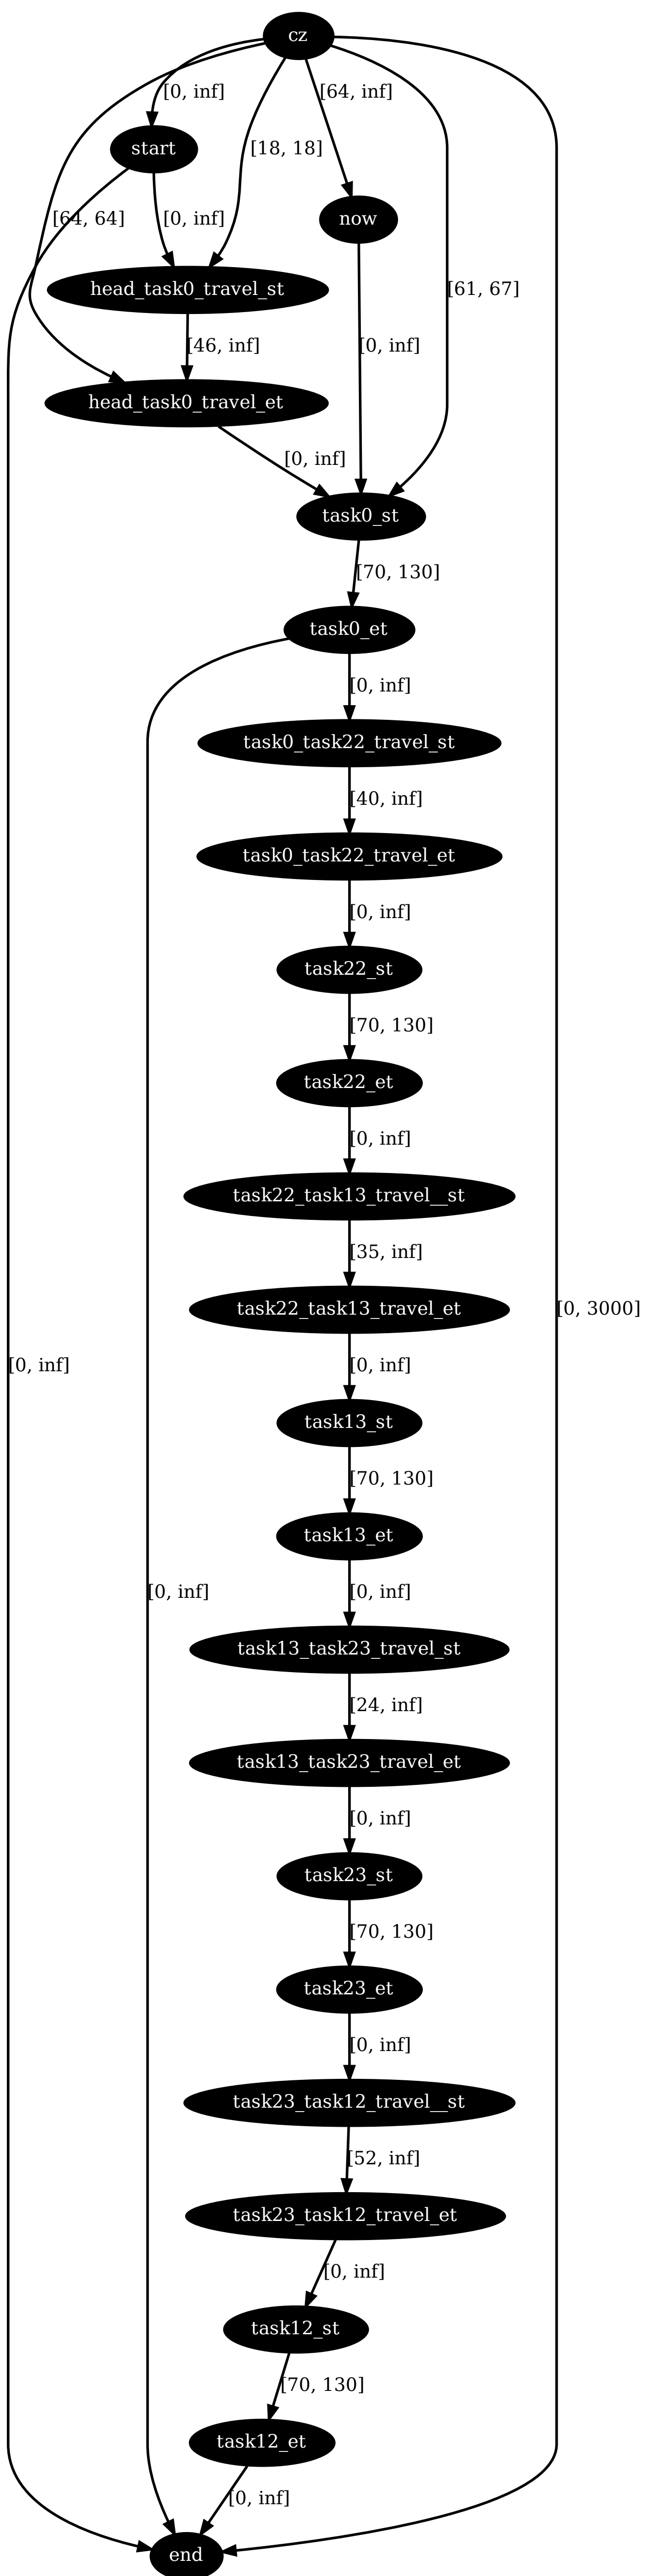 cz
[0, inf]
[64, inf]
start
[18, 18]
now
[64, 64]
[0, inf]
head_task0_travel_st
[61, 67]
[46, inf]
[0, inf]
head_task0_travel_et
[0, inf]
task0_st
[70, 130]
task0_et
[0, inf]
task0_task22_travel_st
[40, inf]
task0_task22_travel_et
[0, inf]
task22_st
[70, 130]
task22_et
[0, inf]
task22_task13_travel__st
[35, inf]
task22_task13_travel_et
[0, 3000]
[0, inf]
[0, inf]
task13_st
[70, 130]
task13_et
[0, inf]
[0, inf]
task13_task23_travel_st
[24, inf]
task13_task23_travel_et
[0, inf]
task23_st
[70, 130]
task23_et
[0, inf]
task23_task12_travel__st
[52, inf]
task23_task12_travel_et
[0, inf]
task12_st
[70, 130]
task12_et
[0, inf]
end